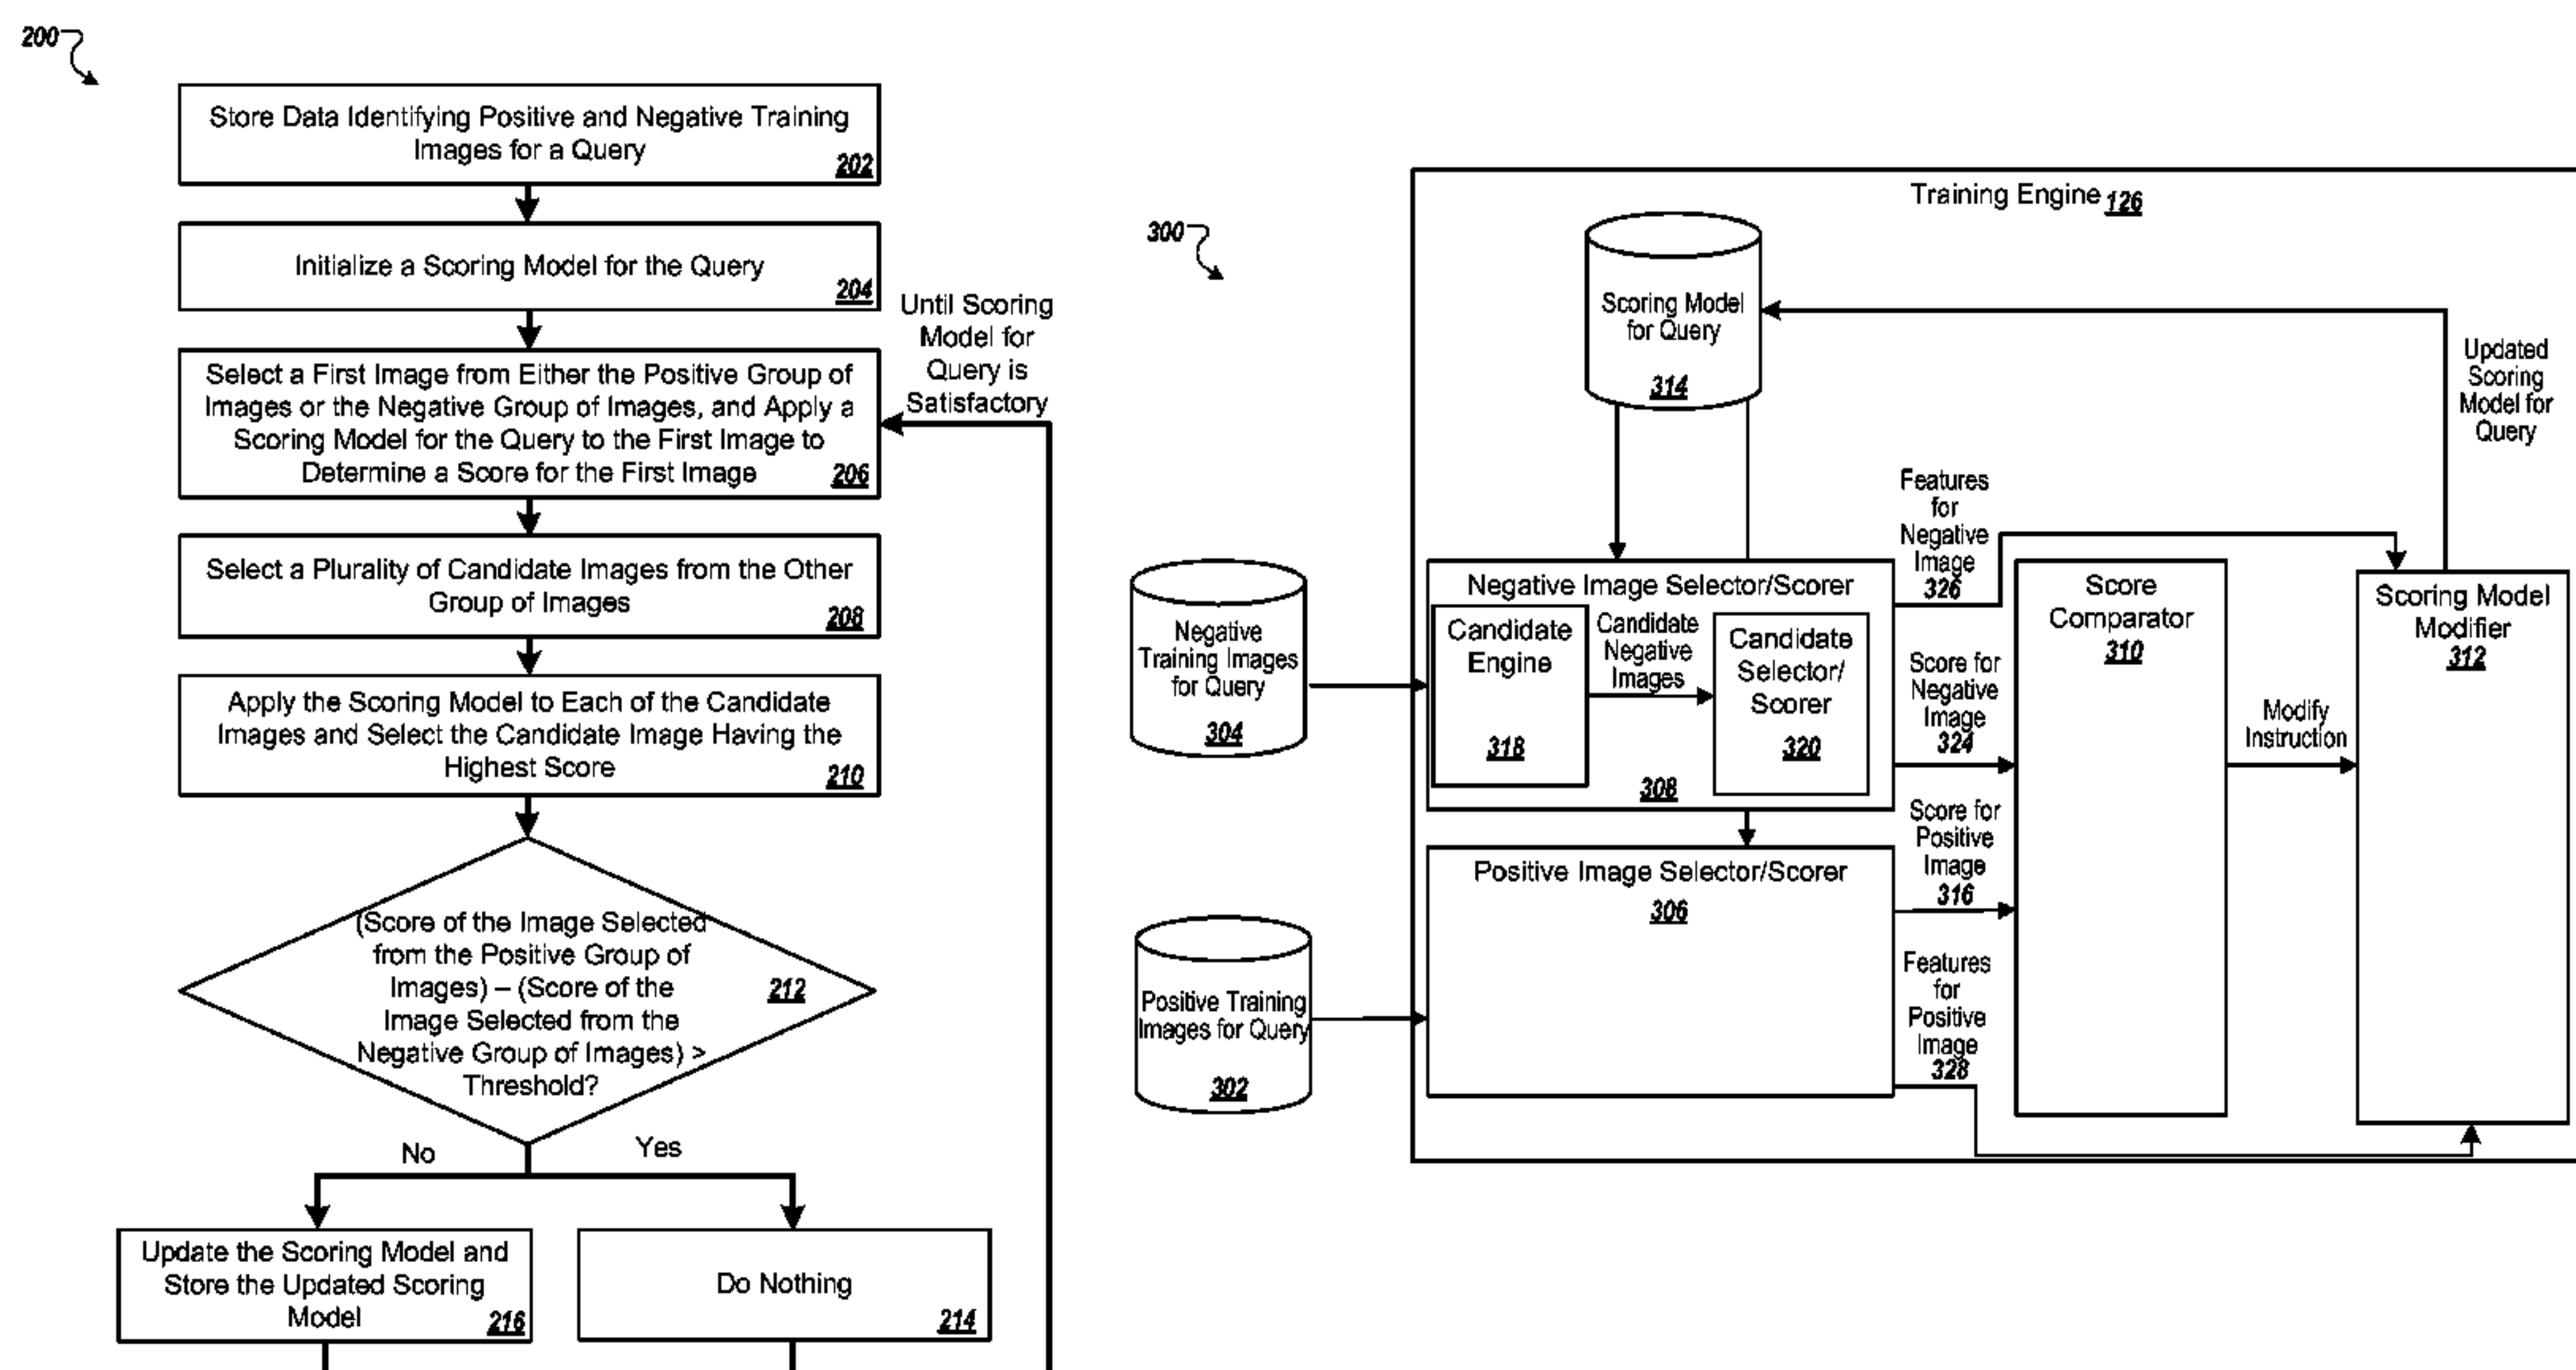 200
Store Data Identifying Positive and Negative Training
Images for a Query
202
Initialize a Scoring Model for the Query
204
Until Scoring
Model for
Query is
Satisfactory
Select a First Image from Either the Positive Group of
Images or the Negative Group of Images, and Apply a
Scoring Model for the Query to the First Image to
Determine a Score for the First Image
206
Select a Plurality of Candidate Images from the Other
Group of Images
208
Apply the Scoring Model to Each of the Candidate
Images and Select the Candidate Image Having the
Highest Score
210
(Score of the Image Selected
from the Positive Group of
Images) – (Score of the
Image Selected from the
Negative Group of Images) >
Threshold?
212
No
Yes
Update the Scoring Model and
Store the Updated Scoring
Model
216
Do Nothing
214
300
Training Engine 126
Scoring Model
for Query
314
Updated
Scoring
Model for
Query
Negative
Training Images
for Query
304
Negative Image Selector/Scorer
Candidate
Engine
318
Candidate
Negative
Images
Candidate
Selector/
Scorer
320
308
Features
for
Negative
Image
326
Score for
Negative
Image
324
Score
Comparator
310
Modify
Instruction
Scoring Model
Modifier
312
Positive Training
Images for Query
302
Positive Image Selector/Scorer
306
Score for
Positive
Image
316
Features
for
Positive
Image
328